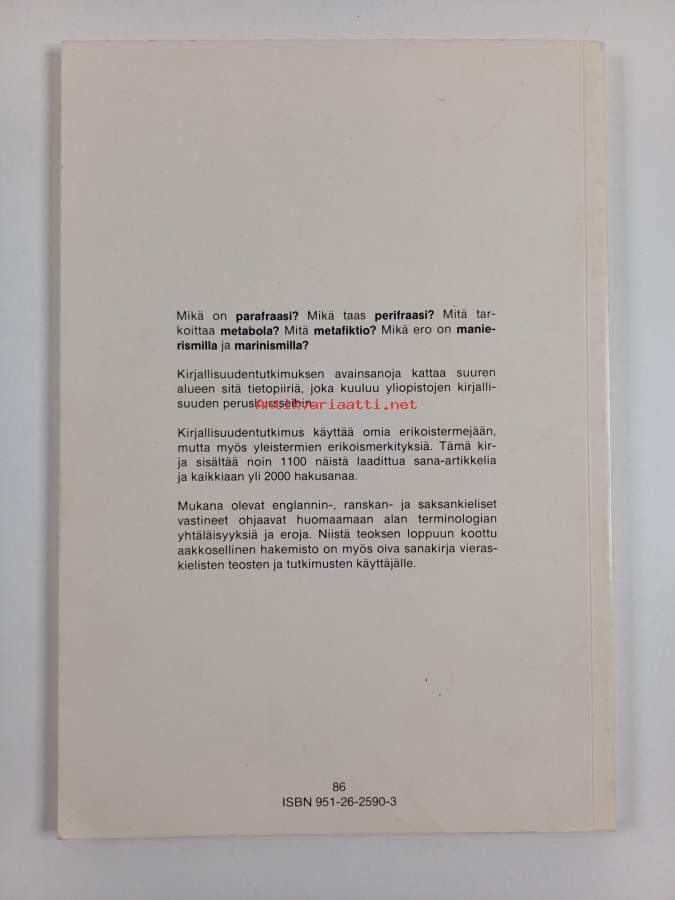 Mikä on parafraasi? Mikä taas perifraasi? Mitä tar-
koittaa metabola? Mitä metafiktio? Mikä ero on manie-
rismilla ja marinismilla?
Kirjallisuudentutkimuksen avainsanoja kattaa suuren
alueen sitä tietopiiriä, joka kuuluu yliopistojen kirjalli-
suuden peruskursseihin.
Antikvariaatti.net
Kirjallisuudentutkimus käyttää omia erikoistermejään,
mutta myös yleistermien erikoismerkityksiä. Tämä kir-
ja sisältää noin 1100 näistä laadittua sana-artikkelia
ja kaikkiaan yli 2000 hakusanaa.
Mukana olevat englannin-, ranskan- ja saksankieliset
vastineet ohjaavat huomaamaan alan terminologian
yhtäläisyyksiä ja eroja. Niistä teoksen loppuun koottu
aakkosellinen hakemisto on myös oiva sanakirja vieras-
kielisten teosten ja tutkimusten käyttäjälle.
86
ISBN 951-26-2590-3